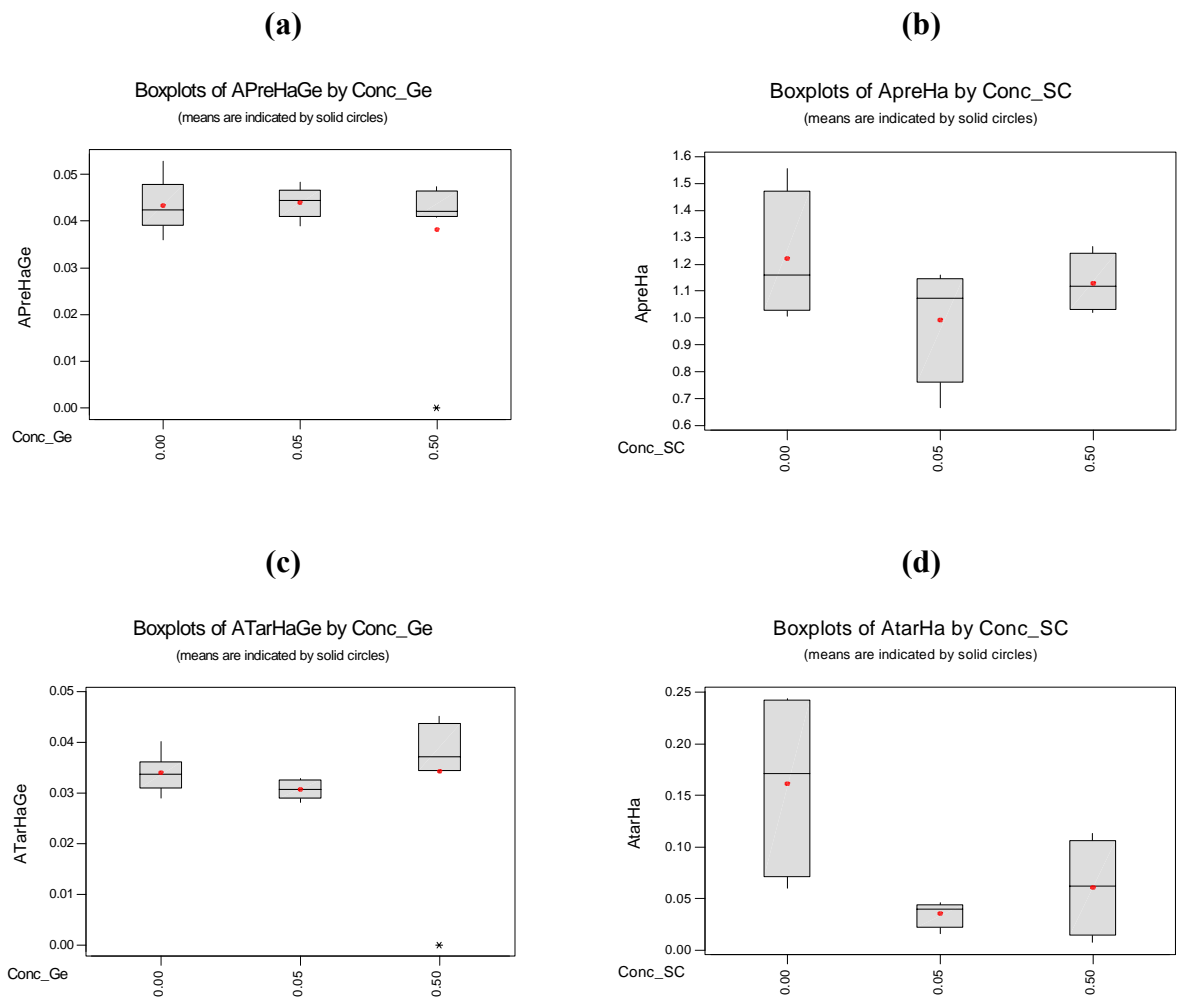 (a)
Boxplots of APreHaGe by Conc_Ge
(means are indicated by solid circles)
0.05
0.04
0.03
0.02
0.01
0.00
APreHaGe
Conc_Ge
0.00
0.05
0.50
(b)
Boxplots of ApreHa by Conc_SC
(means are indicated by solid circles)
1.6
1.5
1.4
1.3
1.2
1.1
1.0
0.9
0.8
0.7
0.6
ApreHa
Conc_SC
0.00
0.05
0.50
(c)
Boxplots of ATarHaGe by Conc_Ge
(means are indicated by solid circles)
0.05
0.04
0.03
0.02
0.01
0.00
ATarHaGe
Conc_Ge
0.00
0.05
0.50
(d)
Boxplots of AtarHa by Conc_SC
(means are indicated by solid circles)
0.25
0.20
0.15
0.10
0.05
0.00
AtarHa
Conc_SC
0.00
0.05
0.50